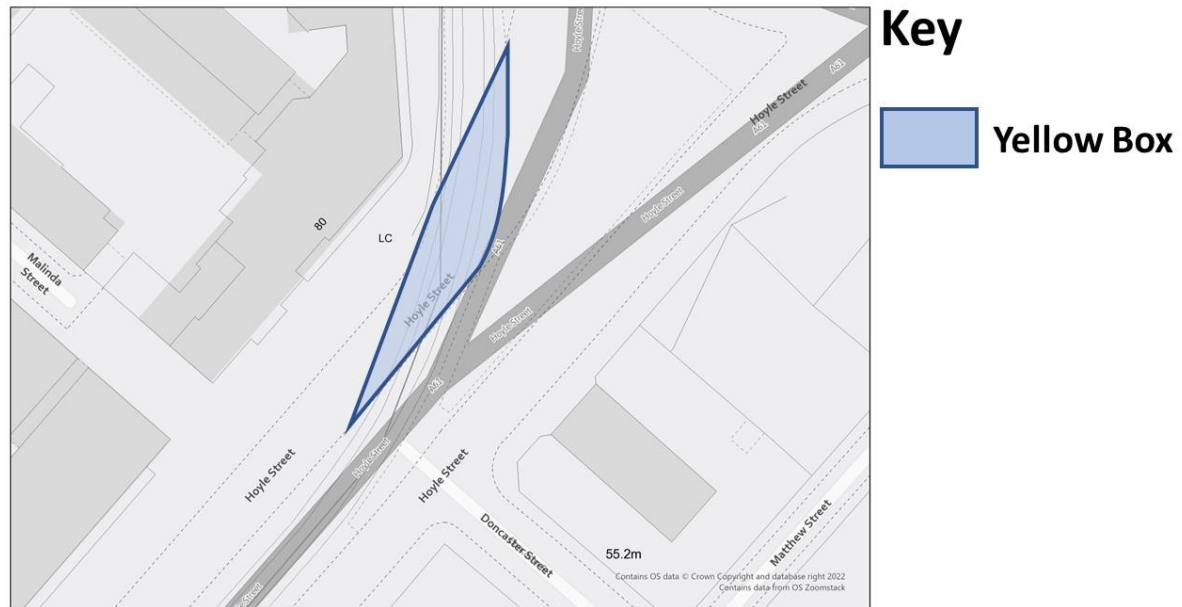 Key
Yellow Box
Hoyle Street
A61
Hoyle Street
A61
Hoyle Street
80
LC
A61
Malinda
Street
Hoyle Street
Hoyle Street
A61
Hoyle Street
Hoyle Street
Hoyle Street
Doncaster Street
Matthew Street
55.2m
Contains OS data © Crown Copyright and database right 2022
Contains data from OS Zoomstack